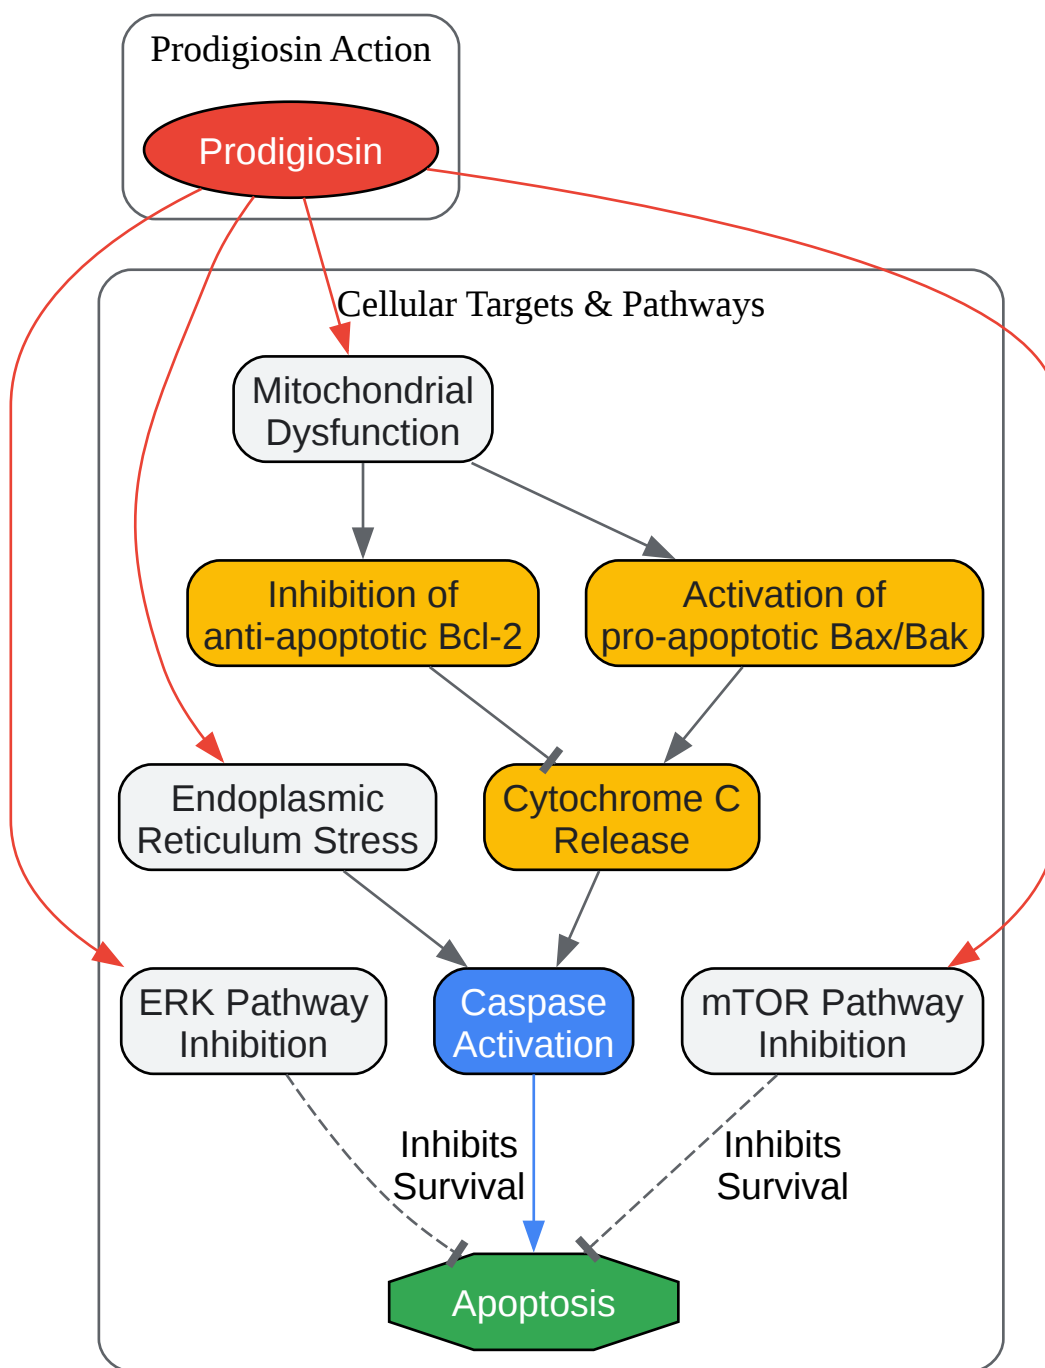 Prodigiosin Action
Prodigiosin
Cellular Targets & Pathways
Mitochondrial
Dysfunction
Inhibition of
anti-apoptotic Bcl-2
Activation of
pro-apoptotic Bax/Bak
Endoplasmic
Reticulum Stress
Cytochrome C
Release
ERK Pathway
Inhibition
Caspase
Activation
mTOR Pathway
Inhibition
Inhibits
Survival
Inhibits
Survival
Apoptosis